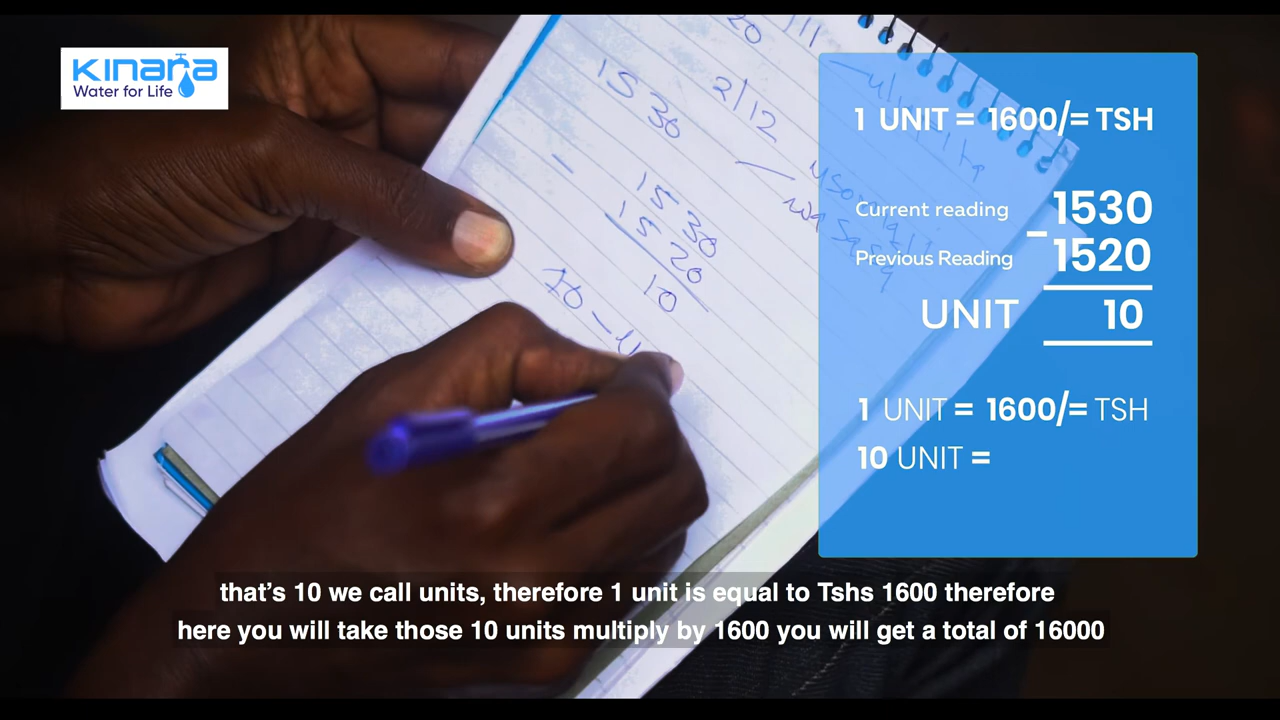 Kinara
Water for Life
20
2/12
1530
- 1530
1520
10
10 -
1 UNIT = 1600/= TSH
Current reading 1530
- Previous Reading 1520
UNIT 10
1 UNIT = 1600/= TSH
10 UNIT =
that's 10 we call units, therefore 1 unit is equal to Tshs 1600 therefore
here you will take those 10 units multiply by 1600 you will get a total of 16000